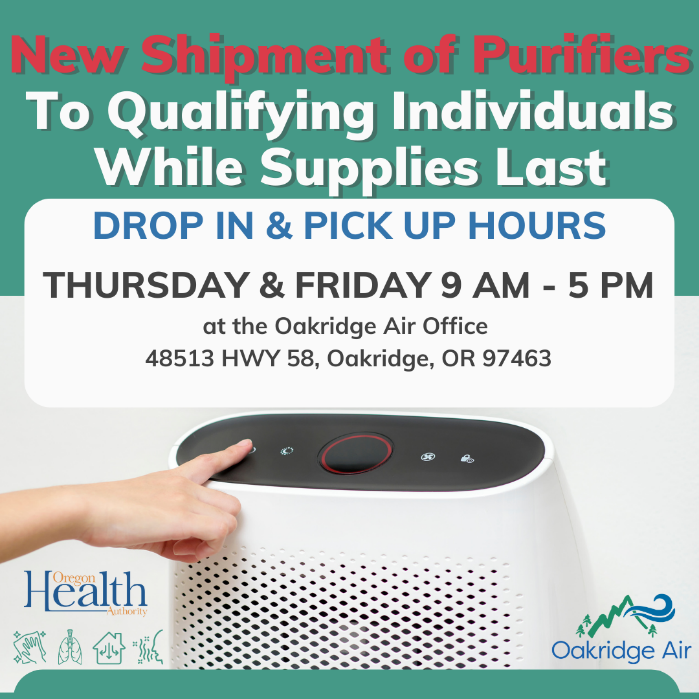 New Shipment of Purifiers
To Qualifying Individuals
While Supplies Last
DROP IN & PICK UP HOURS
THURSDAY & FRIDAY 9 AM - 5 PM
at the Oakridge Air Office
48513 HWY 58, Oakridge, OR 97463
Oregon
Health
Authority
Oakridge Air